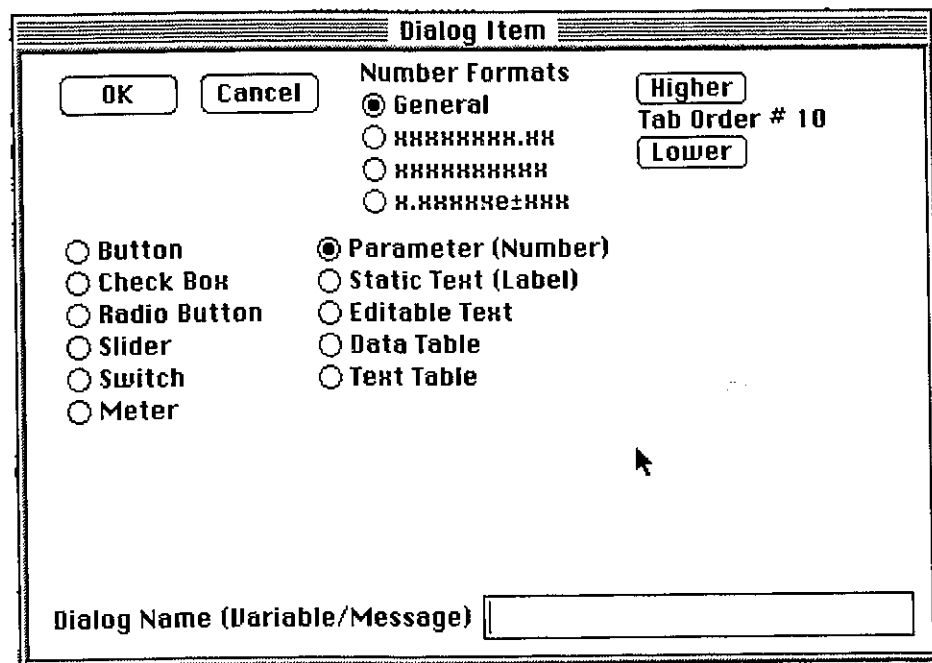 Dialog Item
OK
Cancel
Number Formats
General
xxxxxxxx.xx
xxxxxxxxxx
x.xxxxxe±xxx
Higher
Tab Order # 10
Lower
Button
Check Box
Radio Button
Slider
Switch
Meter
Parameter (Number)
Static Text (Label)
Editable Text
Data Table
Text Table
Dialog Name (Variable/Message)